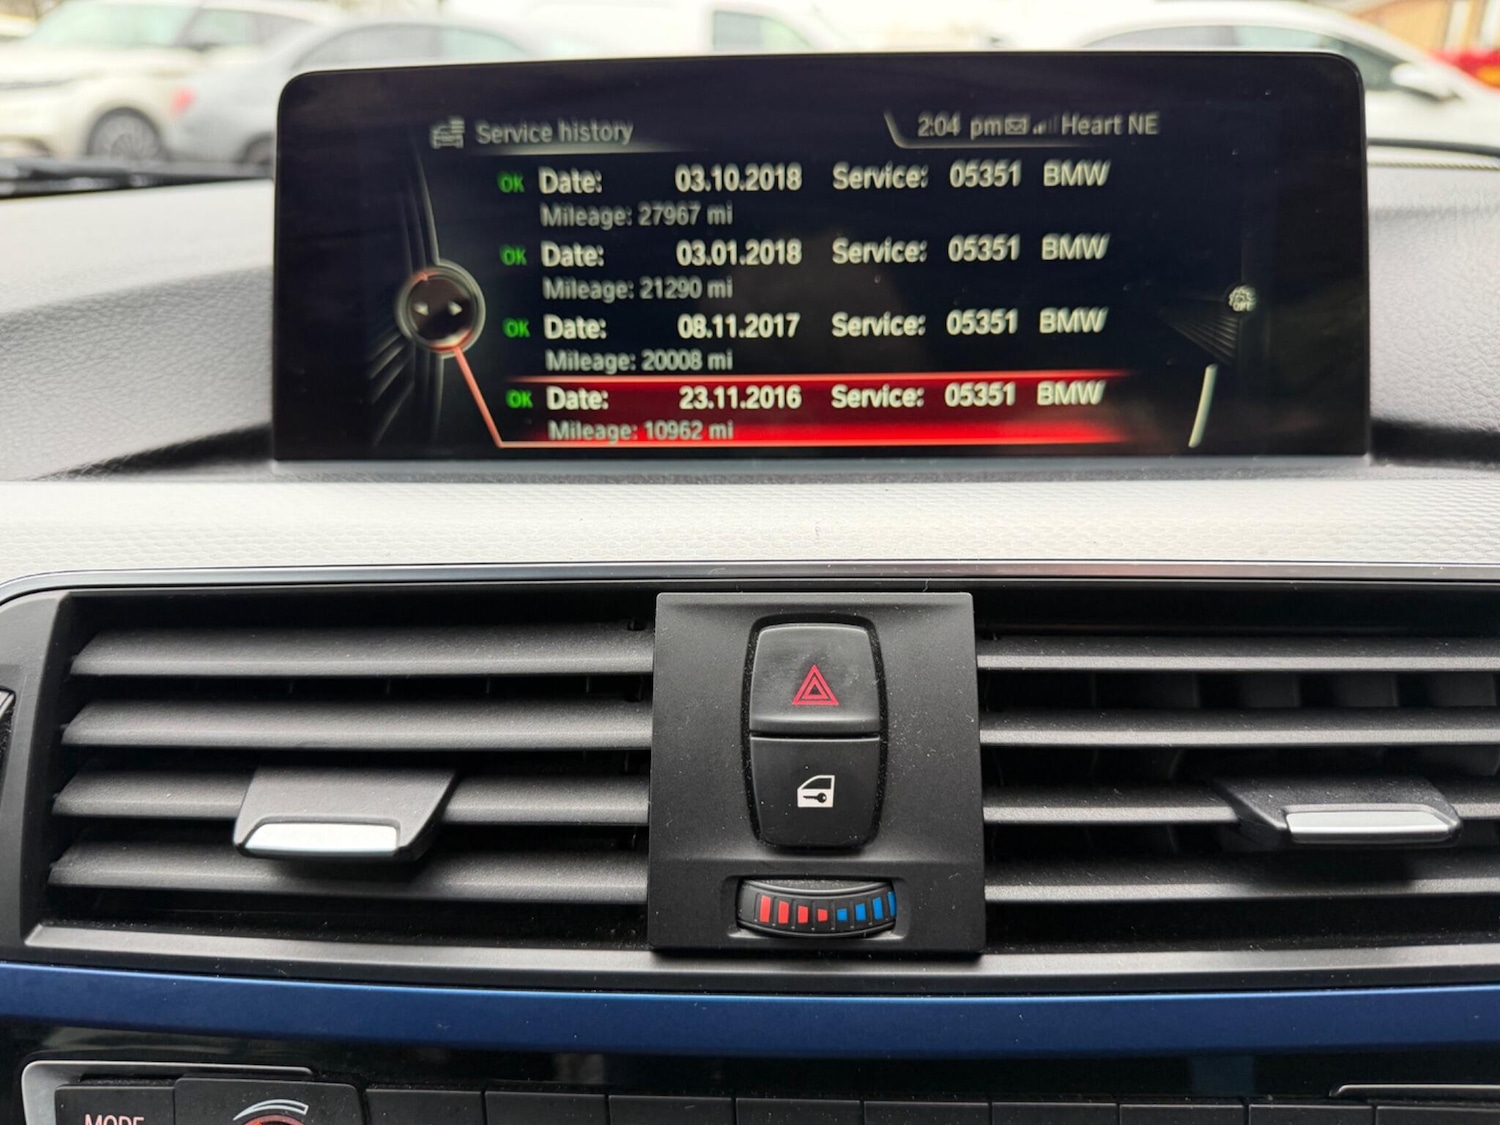 Service history 2:04 pm Heart NE
OK Date: 03.10.2018 Service: 05351 BMW
Mileage: 27967 mi
OK Date: 03.01.2018 Service: 05351 BMW
Mileage: 21290 mi
OK Date: 08.11.2017 Service: 05351 BMW
Mileage: 20008 mi
OK Date: 23.11.2016 Service: 05351 BMW
Mileage: 10962 mi
MODE